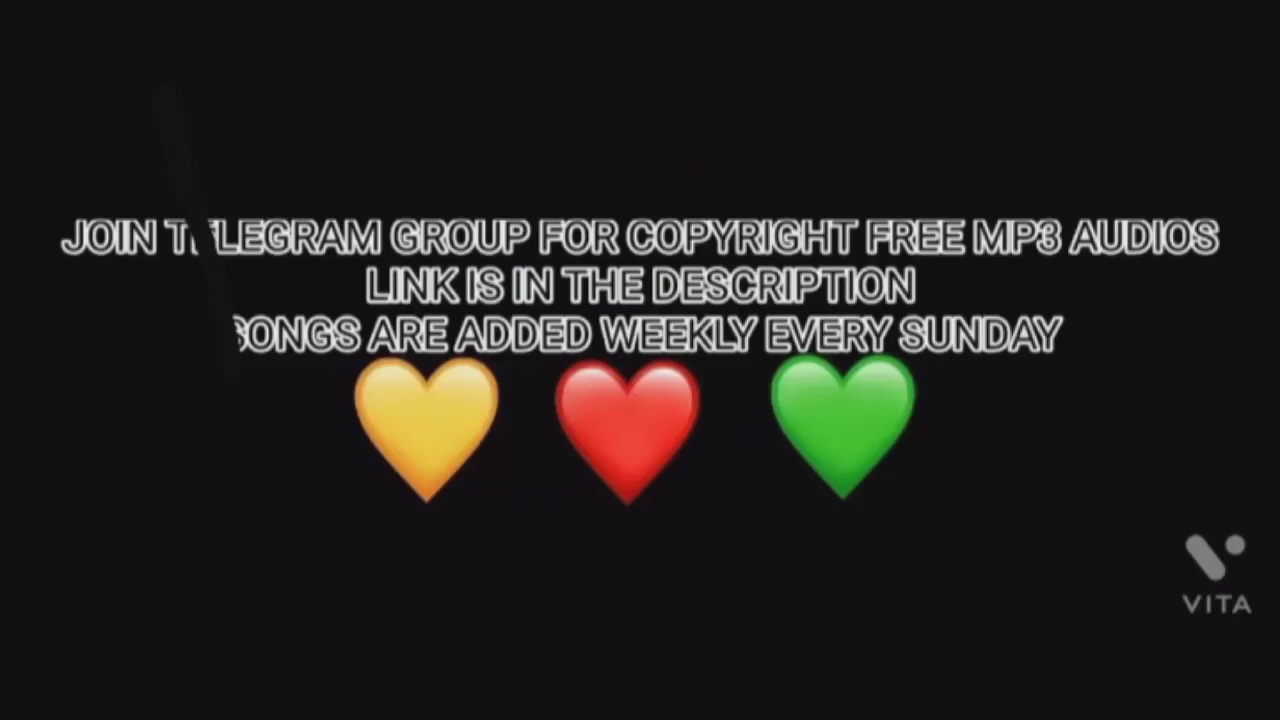 JOIN TELEGRAM GROUP FOR COPYRIGHT FREE MP3 AUDIOS
LINK IS IN THE DESCRIPTION
SONGS ARE ADDED WEEKLY EVERY SUNDAY
VITA